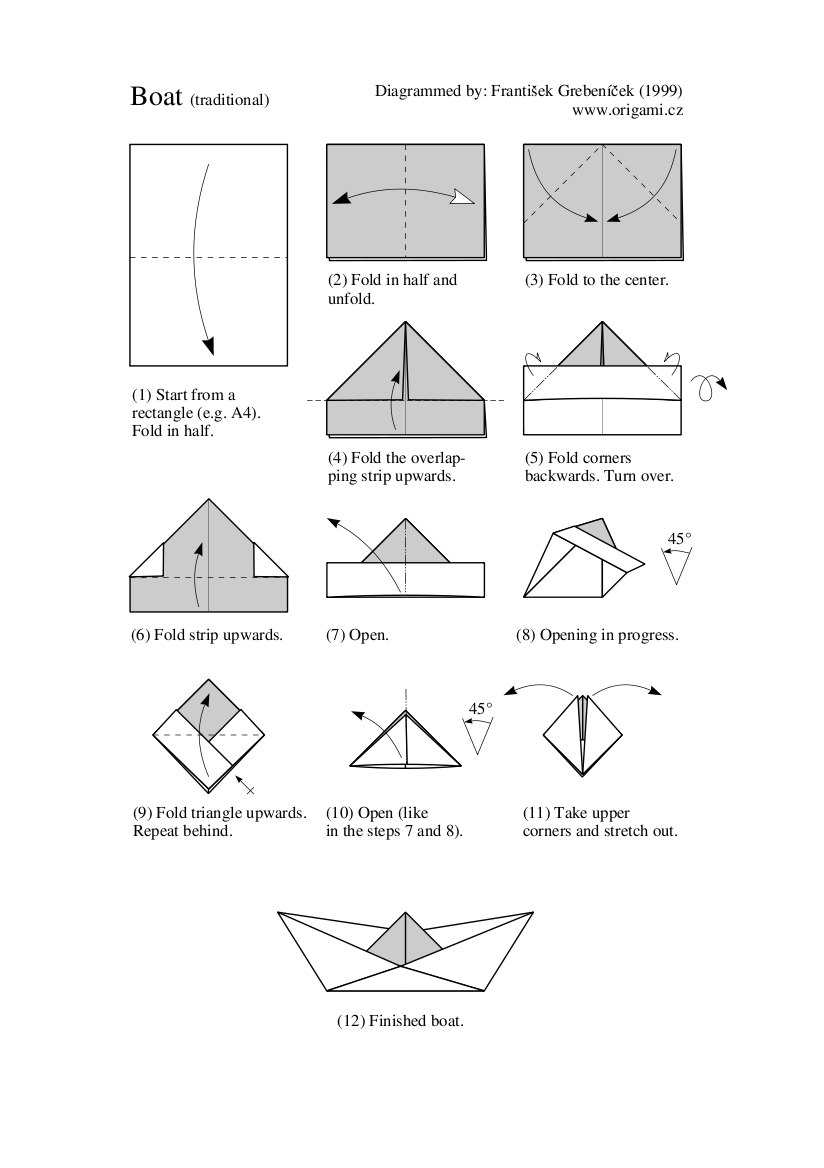 Boat (traditional)
Diagrammed by: František Grebeníček (1999)
www.origami.cz
(1) Start from a
rectangle (e.g. A4).
Fold in half.
(2) Fold in half and
unfold.
(3) Fold to the center.
(4) Fold the overlap-
ping strip upwards.
(5) Fold corners
backwards. Turn over.
(6) Fold strip upwards.
(7) Open.
45°
(8) Opening in progress.
(9) Fold triangle upwards.
Repeat behind.
45°
(10) Open (like
in the steps 7 and 8).
(11) Take upper
corners and stretch out.
(12) Finished boat.